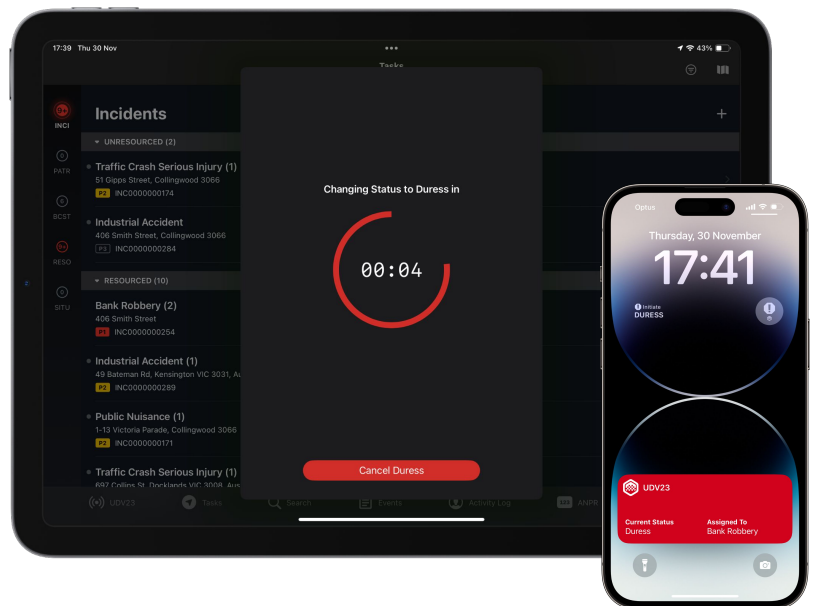 17:39 Thu 30 Nov
43%
Tasks
INCI
PATR
6
BCST
9+
RESO
SITU
Incidents
UNRESOURCED (2)
Traffic Crash Serious Injury (1)
51 Gipps Street, Collingwood 3066
P2 INC0000000174
Industrial Accident
406 Smith Street, Collingwood 3066
P3 INC0000000284
RESOURCED (10)
Bank Robbery (2)
406 Smith Street
P1 INC0000000254
Industrial Accident (1)
49 Bateman Rd, Kensington VIC 3031, Au
P2 INC0000000289
Public Nuisance (1)
1-13 Victoria Parade, Collingwood 3066
P2 INC0000000171
Traffic Crash Serious Injury (1)
697 Collins St, Docklands VIC 3008, Aus
UDV23
Tasks
Search
Events
Activity Log
123 ANPR
Changing Status to Duress in
00:04
Cancel Duress
Optus
Thursday, 30 November
17:41
Initiate
DURESS
UDV23
Current Status
Duress
Assigned To
Bank Robbery